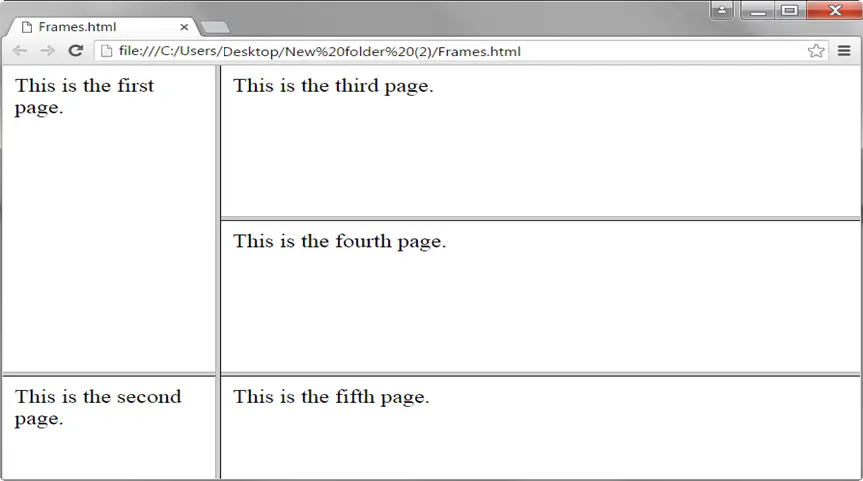 Frames.html
file:///C:/Users/Desktop/New%20folder%20(2)/Frames.html
This is the first
page.
This is the third page.
This is the fourth page.
This is the second
page.
This is the fifth page.